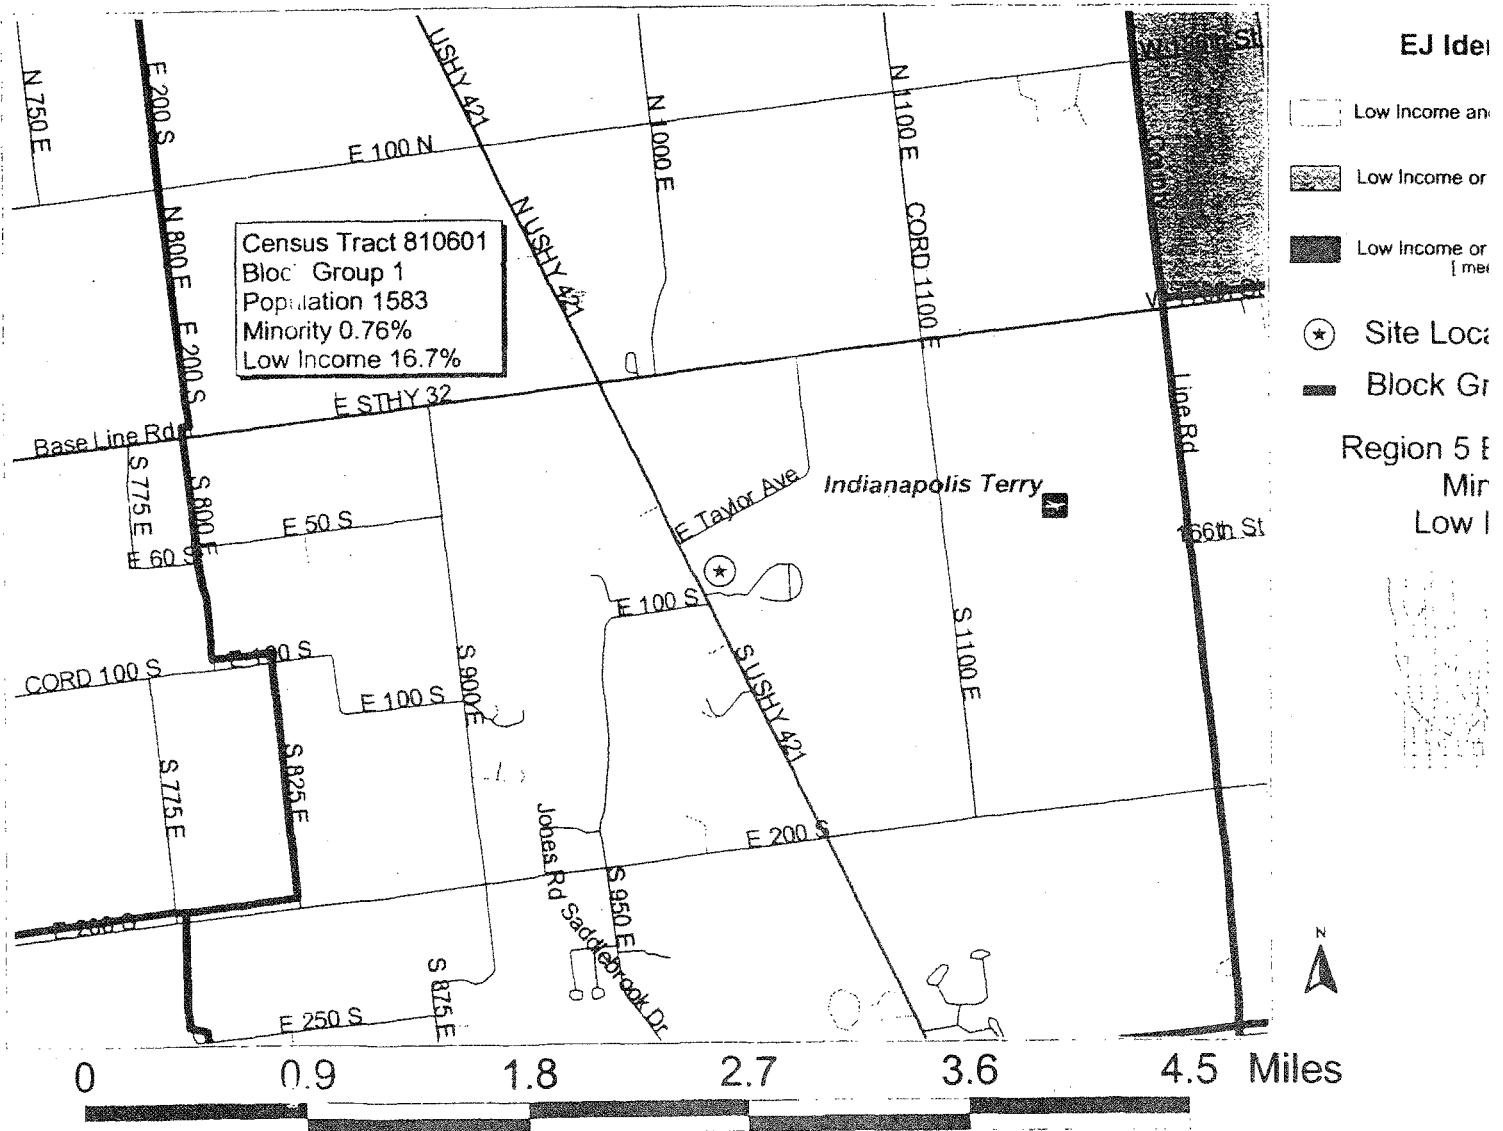 USHY 421
N 750 E
E 200 S
N 1000 E
N 1100 E
E 100 N
N 800 E
N USHY 421
CORD 1100 E
Census Tract 810601
Group 1
Population 1583
Minority 0.76%
Low Income 16.7%
E 200 S
E STHY 32
Base Line Rd
Line Rd
S 775 E
S 800 E
E 50 S
E 60 S
E Taylor Ave
Indianapolis Terry
166th St
E 100 S
S 1100 E
CORD 100 S
E 100 S
S 900 E
S USHY 421
S 775 E
S 825 E
Jones Rd
E 200 S
S 950 E
Saddlebrook Dr
E 200 S
S 875 E
E 250 S
0 0.9 1.8 2.7 3.6 4.5 Miles
EJ Iden
Low Income an
Low Income or
Low Income or
[ mee
Site Loca
Block Gr
Region 5 E
Min
Low I
N